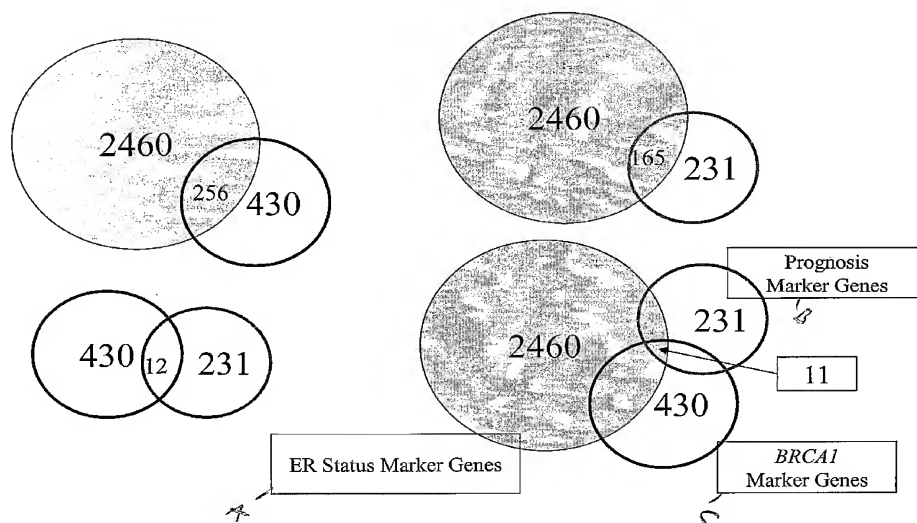 2460
256
430
2460
165
231
430
12
231
2460
231
430
11
Prognosis
Marker Genes
B
ER Status Marker Genes
A
BRCA1
Marker Genes
C